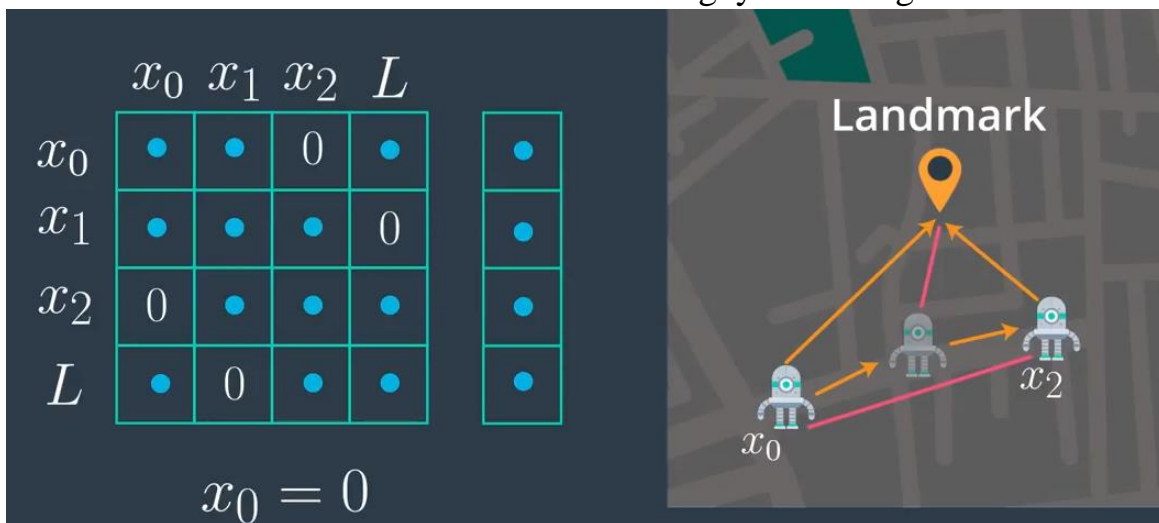 x₀ x₁ x₂ L
x₀ 0
x₁ 0
x₂ 0
L 0
x₀ = 0
Landmark
x₀
x₂